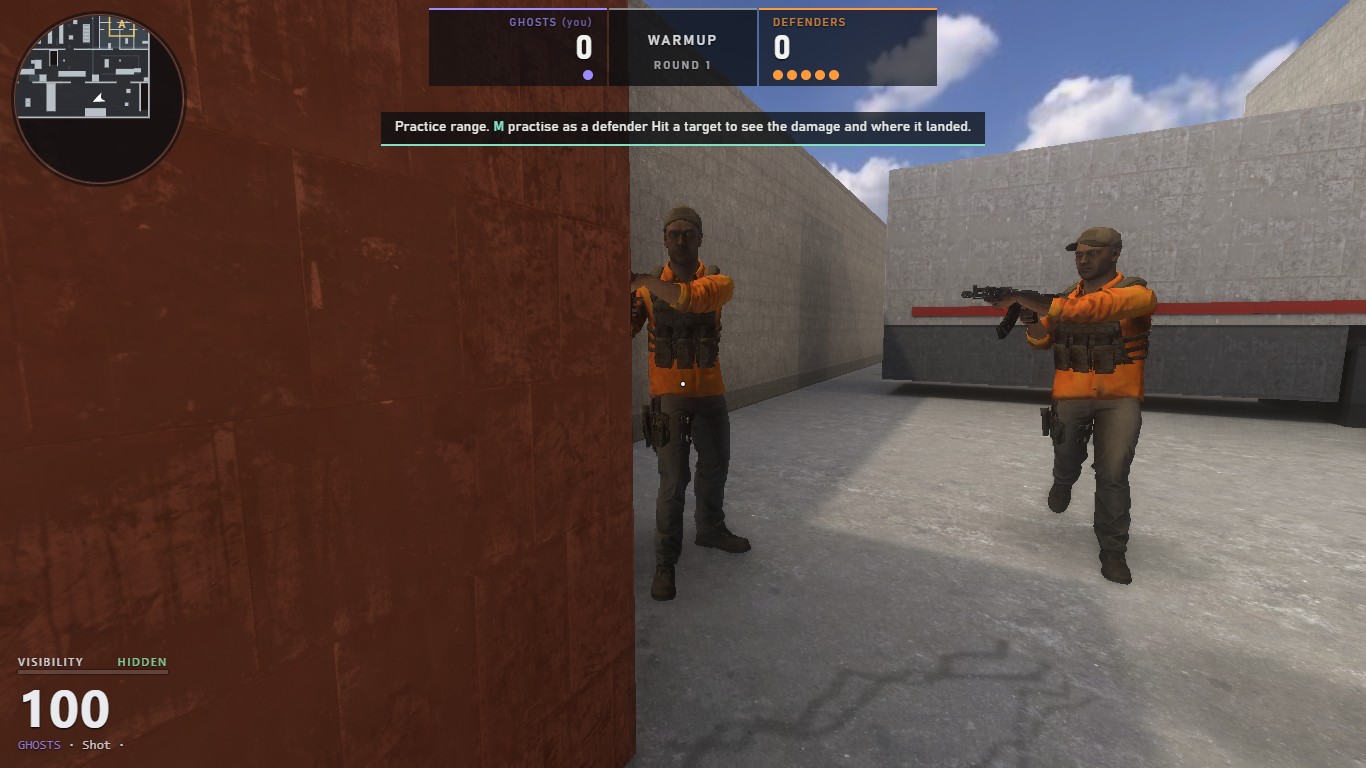 A
GHOSTS (you)
0
WARMUP
ROUND 1
DEFENDERS
0
Practice range. M practise as a defender Hit a target to see the damage and where it landed.
VISIBILITY HIDDEN
100
GHOSTS · Shot ·